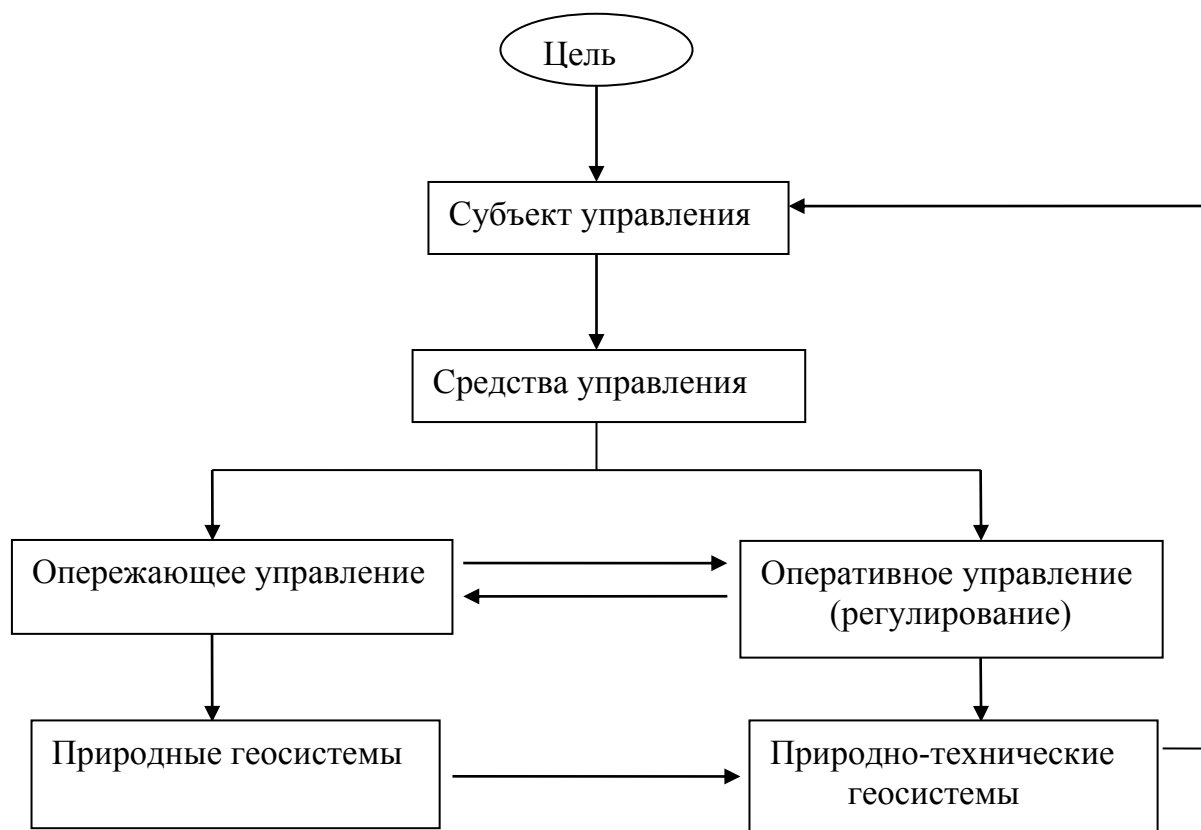 Цель
Субъект управления
Средства управления
Опережающее управление
Оперативное управление
(регулирование)
Природные геосистемы
Природно-технические
геосистемы